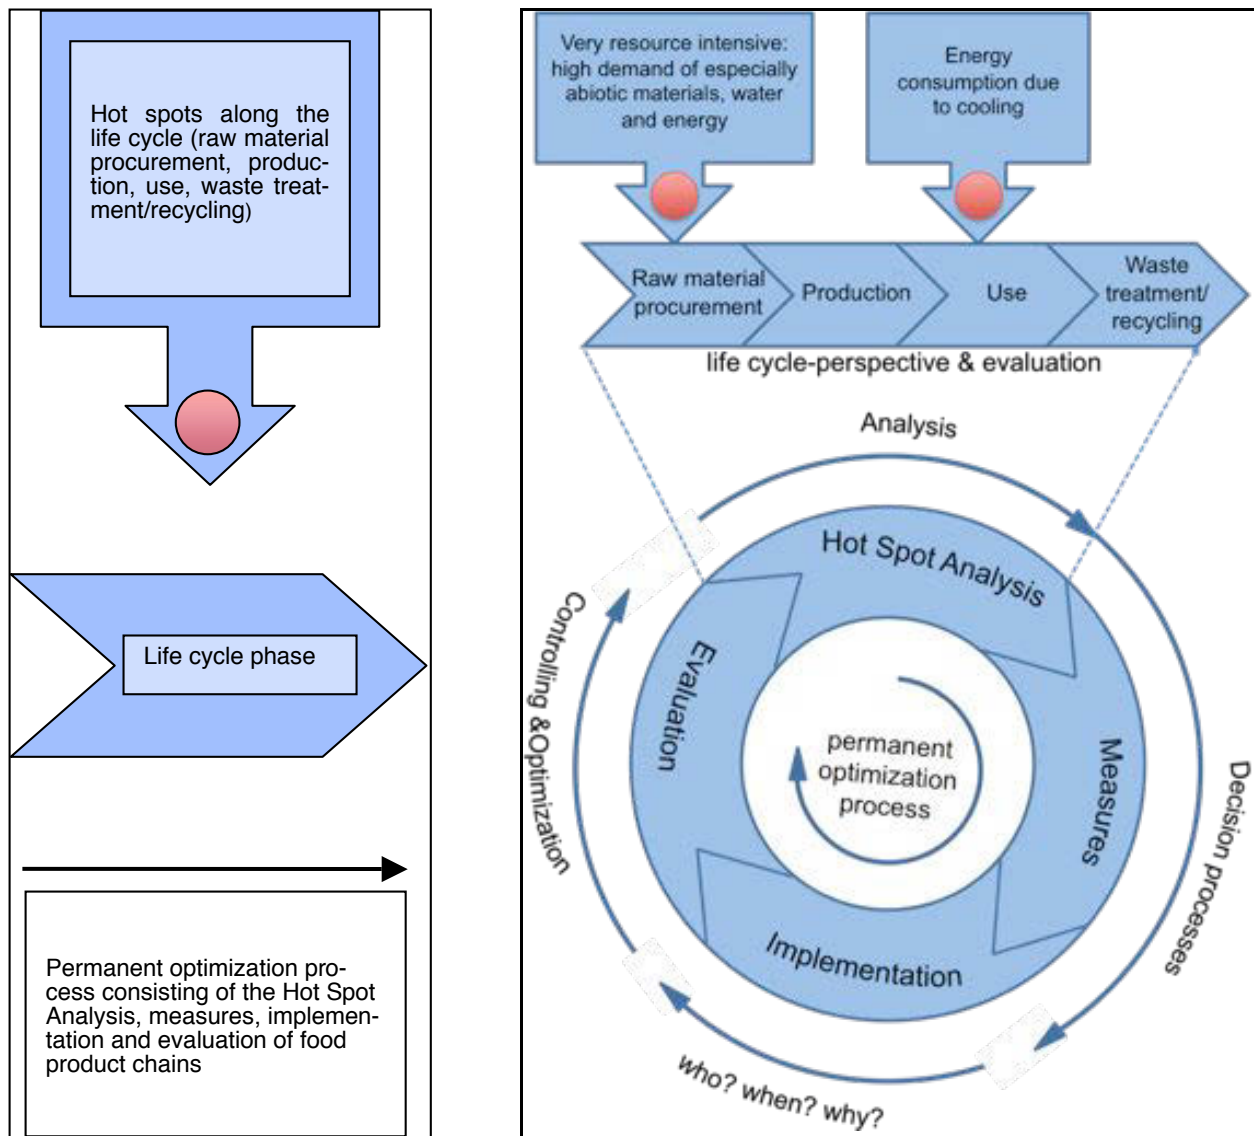 Hot spots along the
life cycle (raw material
procurement, produc-
tion, use, waste treat-
ment/recycling)
Life cycle phase
Permanent optimization pro-
cess consisting of the Hot Spot
Analysis, measures, implemen-
tation and evaluation of food
product chains
Very resource intensive:
high demand of especially
abiotic materials, water
and energy
Energy
consumption due
to cooling
Raw material
procurement
Production
Use
Waste
treatment/
recycling
life cycle-perspective & evaluation
Analysis
Hot Spot Analysis
Controlling &Optimization
Evaluation
permanent
optimization
process
Measures
Decision processes
Implementation
who? when? why?